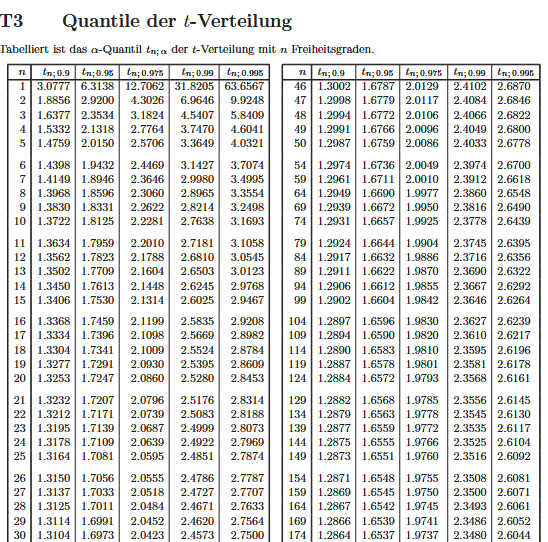 T3 Quantile der t-Verteilung
Tabelliert ist das α-Quantil tn; α der t-Verteilung mit n Freiheitsgraden.
n tn; 0.9 tn; 0.95 tn; 0.975 tn; 0.99 tn; 0.995 n tn; 0.9 tn; 0.95 tn; 0.975 tn; 0.99 tn; 0.995
1 3.0777 6.3138 12.7062 31.8205 63.6567 46 1.3002 1.6787 2.0129 2.4102 2.6870
2 1.8856 2.9200 4.3026 6.9646 9.9248 47 1.2998 1.6779 2.0117 2.4084 2.6846
3 1.6377 2.3534 3.1824 4.5407 5.8409 48 1.2994 1.6772 2.0106 2.4066 2.6822
4 1.5332 2.1318 2.7764 3.7470 4.6041 49 1.2991 1.6766 2.0096 2.4049 2.6800
5 1.4759 2.0150 2.5706 3.3649 4.0321 50 1.2987 1.6759 2.0086 2.4033 2.6778
6 1.4398 1.9432 2.4469 3.1427 3.7074 54 1.2974 1.6736 2.0049 2.3974 2.6700
7 1.4149 1.8946 2.3646 2.9980 3.4995 59 1.2961 1.6711 2.0010 2.3912 2.6618
8 1.3968 1.8596 2.3060 2.8965 3.3554 64 1.2949 1.6690 1.9977 2.3860 2.6548
9 1.3830 1.8331 2.2622 2.8214 3.2498 69 1.2939 1.6672 1.9950 2.3816 2.6490
10 1.3722 1.8125 2.2281 2.7638 3.1693 74 1.2931 1.6657 1.9925 2.3778 2.6439
11 1.3634 1.7959 2.2010 2.7181 3.1058 79 1.2924 1.6644 1.9904 2.3745 2.6395
12 1.3562 1.7823 2.1788 2.6810 3.0545 84 1.2917 1.6632 1.9886 2.3716 2.6356
13 1.3502 1.7709 2.1604 2.6503 3.0123 89 1.2911 1.6622 1.9870 2.3690 2.6322
14 1.3450 1.7613 2.1448 2.6245 2.9768 94 1.2906 1.6612 1.9855 2.3667 2.6292
15 1.3406 1.7530 2.1314 2.6025 2.9467 99 1.2902 1.6604 1.9842 2.3646 2.6264
16 1.3368 1.7459 2.1199 2.5835 2.9208 104 1.2897 1.6596 1.9830 2.3627 2.6239
17 1.3334 1.7396 2.1098 2.5669 2.8982 109 1.2894 1.6590 1.9820 2.3610 2.6217
18 1.3304 1.7341 2.1009 2.5524 2.8784 114 1.2890 1.6583 1.9810 2.3595 2.6196
19 1.3277 1.7291 2.0930 2.5395 2.8609 119 1.2887 1.6578 1.9801 2.3581 2.6178
20 1.3253 1.7247 2.0860 2.5280 2.8453 124 1.2884 1.6572 1.9793 2.3568 2.6161
21 1.3232 1.7207 2.0796 2.5176 2.8314 129 1.2882 1.6568 1.9785 2.3556 2.6145
22 1.3212 1.7171 2.0739 2.5083 2.8188 134 1.2879 1.6563 1.9778 2.3545 2.6130
23 1.3195 1.7139 2.0687 2.4999 2.8073 139 1.2877 1.6559 1.9772 2.3535 2.6117
24 1.3178 1.7109 2.0639 2.4922 2.7969 144 1.2875 1.6555 1.9766 2.3525 2.6104
25 1.3164 1.7081 2.0595 2.4851 2.7874 149 1.2873 1.6551 1.9760 2.3516 2.6092
26 1.3150 1.7056 2.0555 2.4786 2.7787 154 1.2871 1.6548 1.9755 2.3508 2.6081
27 1.3137 1.7033 2.0518 2.4727 2.7707 159 1.2869 1.6545 1.9750 2.3500 2.6071
28 1.3125 1.7011 2.0484 2.4671 2.7633 164 1.2867 1.6542 1.9745 2.3493 2.6061
29 1.3114 1.6991 2.0452 2.4620 2.7564 169 1.2866 1.6539 1.9741 2.3486 2.6052
30 1.3104 1.6973 2.0423 2.4573 2.7500 174 1.2864 1.6537 1.9737 2.3480 2.6044